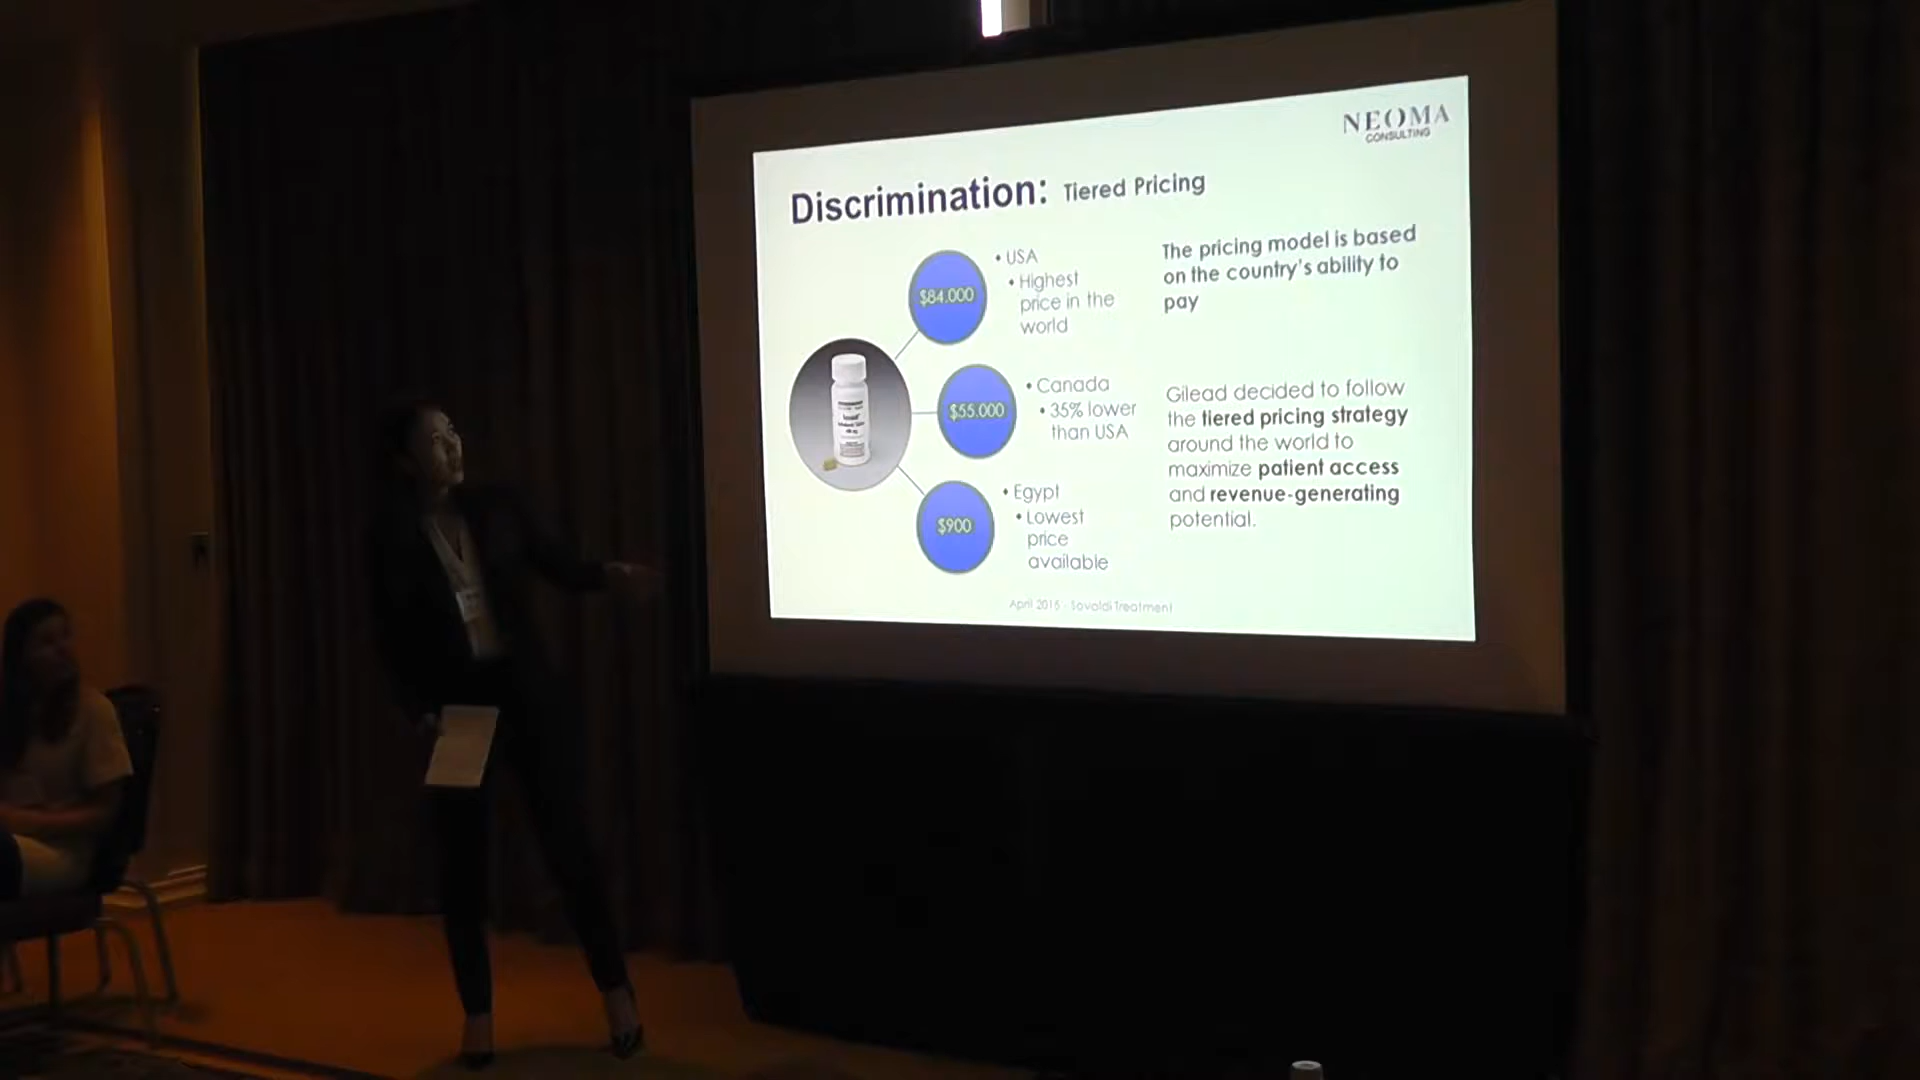 NEOMA
CONSULTING
Discrimination: Tiered Pricing
$84.000
• USA
• Highest
price in the
world
$55.000
• Canada
• 35% lower
than USA
$900
• Egypt
• Lowest
price
available
The pricing model is based
on the country's ability to
pay
Gilead decided to follow
the tiered pricing strategy
around the world to
maximize patient access
and revenue-generating
potential.
April 2015 - Sovaldi Treatment